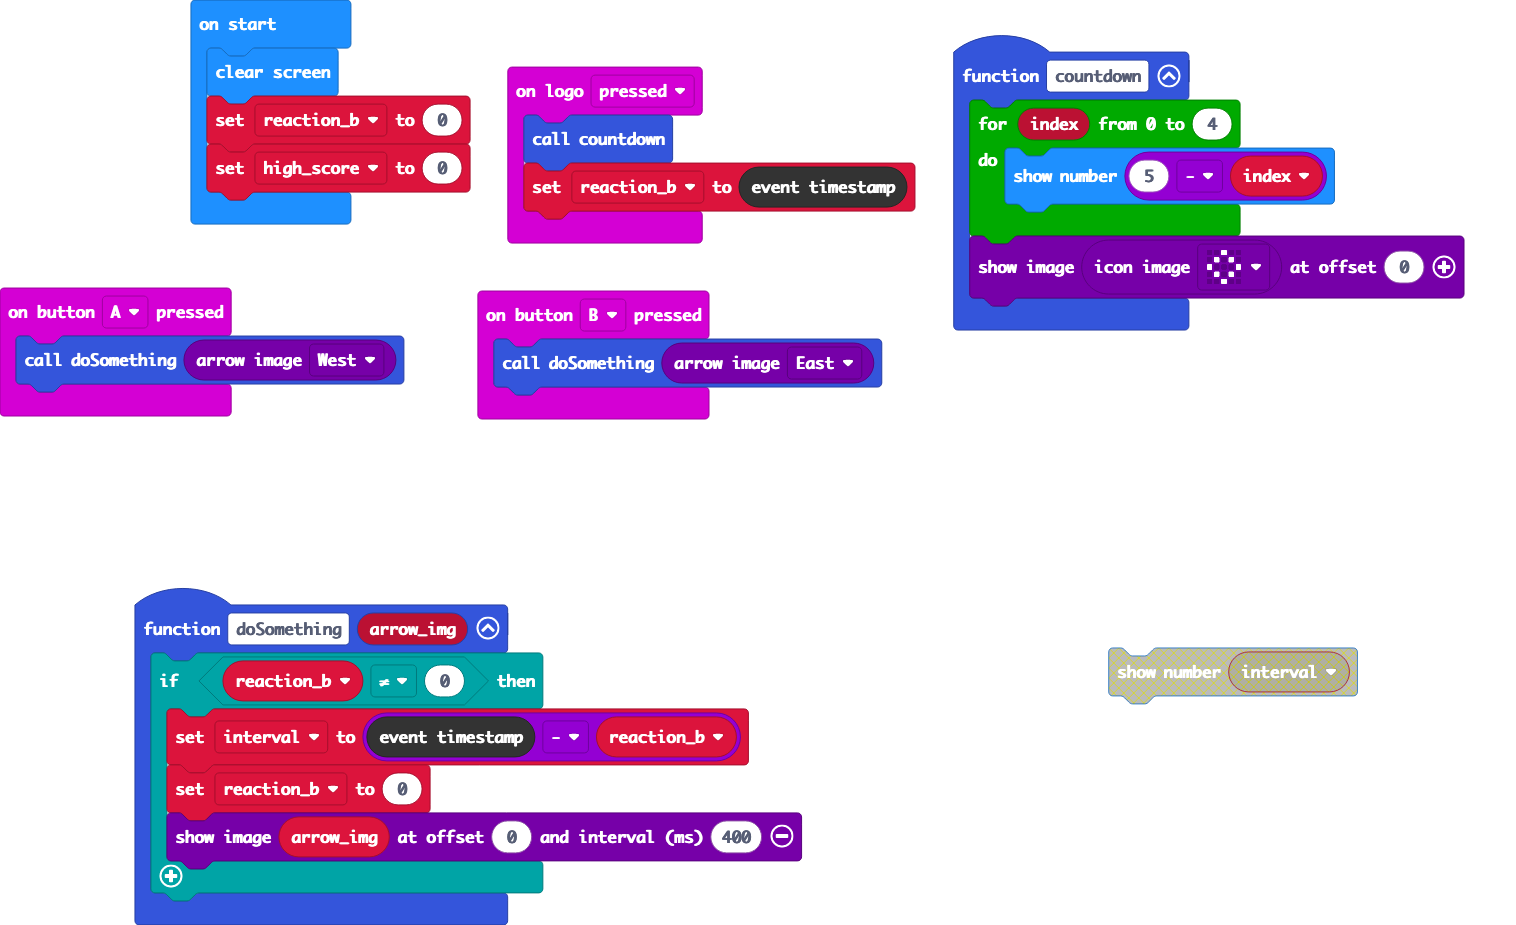 on start
clear screen
set reaction_b to 0
set high_score to 0
on logo pressed
call countdown
set reaction_b to event timestamp
function countdown
for index from 0 to 4
do
show number 5 - index
show image icon image at offset 0
on button A pressed
call doSomething arrow image West
on button B pressed
call doSomething arrow image East
function doSomething arrow_img
if reaction_b ≠ 0 then
set interval to event timestamp - reaction_b
set reaction_b to 0
show image arrow_img at offset 0 and interval (ms) 400
show number interval